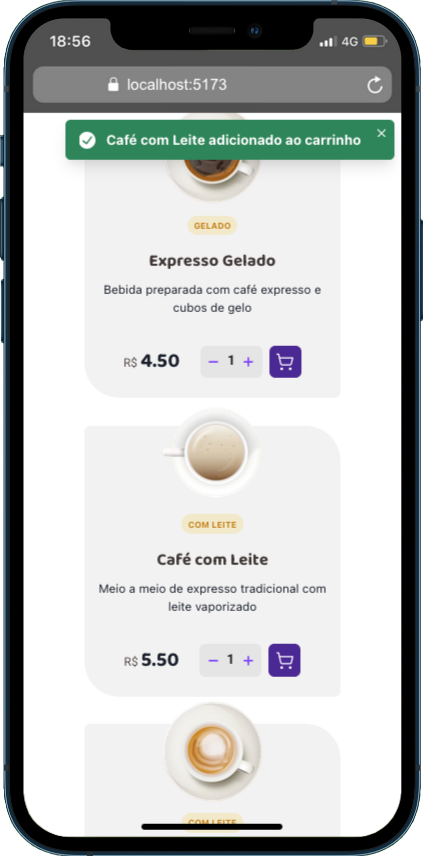 18:56
4G
localhost:5173
Café com Leite adicionado ao carrinho
GELADO
Expresso Gelado
Bebida preparada com café expresso e
cubos de gelo
R$ 4.50
− 1 +
COM LEITE
Café com Leite
Meio a meio de expresso tradicional com
leite vaporizado
R$ 5.50
− 1 +
COM LEITE